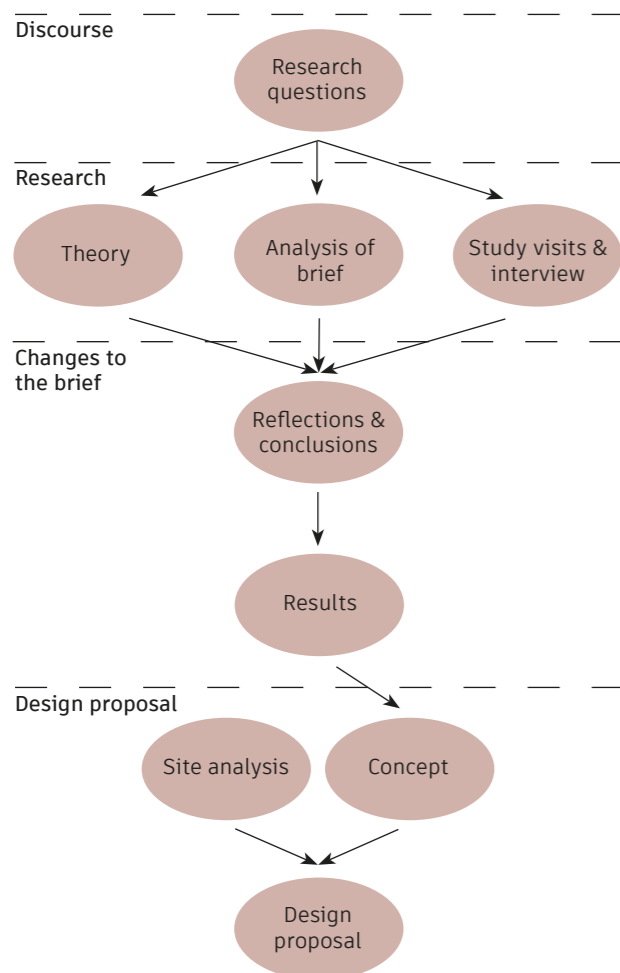 Discourse
Research
questions
Research
Theory
Analysis of
brief
Study visits &
interview
Changes to
the brief
Reflections &
conclusions
Results
Design proposal
Site analysis
Concept
Design
proposal